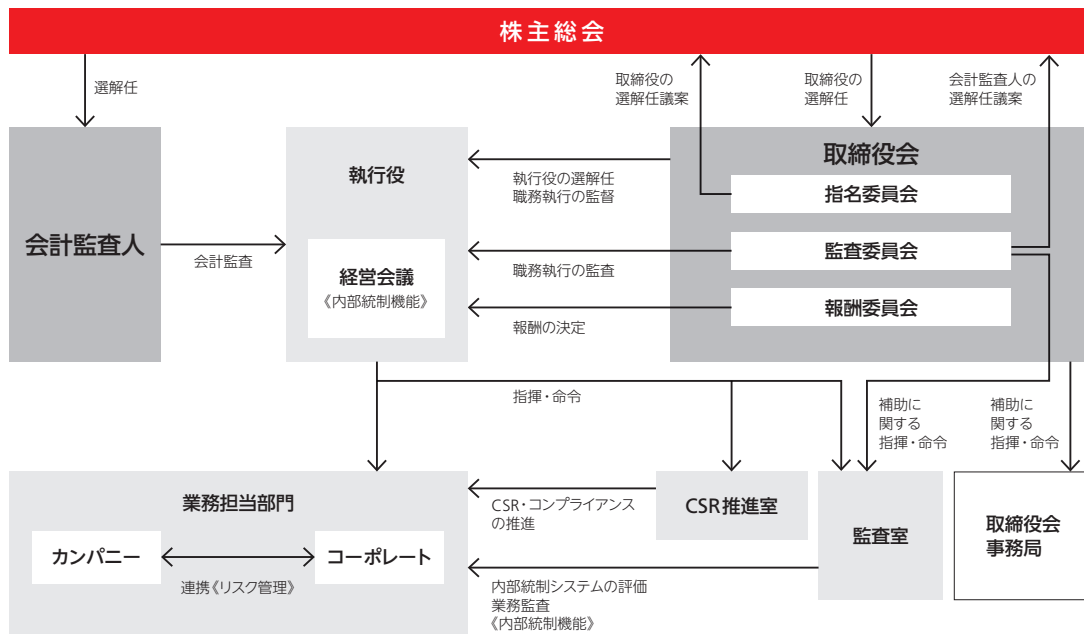 株主総会
選解任
取締役の
選解任議案
取締役の
選解任
会計監査人の
選解任議案
会計監査人
会計監査
執行役
経営会議
《内部統制機能》
執行役の選解任
職務執行の監督
職務執行の監査
報酬の決定
取締役会
指名委員会
監査委員会
報酬委員会
指揮・命令
補助に
関する
指揮・命令
補助に
関する
指揮・命令
業務担当部門
カンパニー
コーポレート
連携《リスク管理》
CSR・コンプライアンス
の推進
内部統制システムの評価
業務監査
《内部統制機能》
CSR推進室
監査室
取締役会
事務局